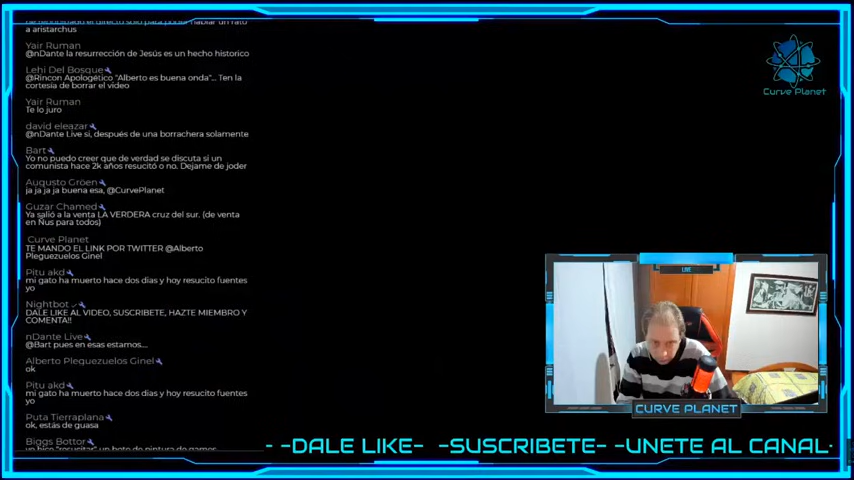 a aristarchus
Yair Ruman
@nDante la resurrección de Jesús es un hecho historico
Lehi Del Bosque
@Rincon Apologético "Alberto es buena onda"... Ten la
cortesía de borrar el video
Yair Ruman
Te lo juro
david eleazar
@nDante Live si, después de una borrachera solamente
Bart
Yo no puedo creer que de verdad se discuta si un
comunista hace 2k años resucitó o no. Dejame de joder
Augusto Gröen
ja ja ja ja buena esa, @CurvePlanet
Guzar Chamed
Ya salió a la venta LA VERDERA cruz del sur. (de venta
en Ñus para todos)
Curve Planet
TE MANDO EL LINK POR TWITTER @Alberto
Pleguezuelos Ginel
Pitu akd
mi gato ha muerto hace dos dias y hoy resucito fuentes
yo
Nightbot
DALE LIKE AL VIDEO, SUSCRIBETE, HAZTE MIEMBRO Y
COMENTA!!
nDante Live
@Bart pues en esas estamos....
Alberto Pleguezuelos Ginel
ok
Pitu akd
mi gato ha muerto hace dos dias y hoy resucito fuentes
yo
Puta Tierraplana
ok, estás de guasa
Biggs Bottor
Curve Planet
LIVE
CURVE PLANET
- -DALE LIKE- -SUSCRIBETE- -UNETE AL CANAL-